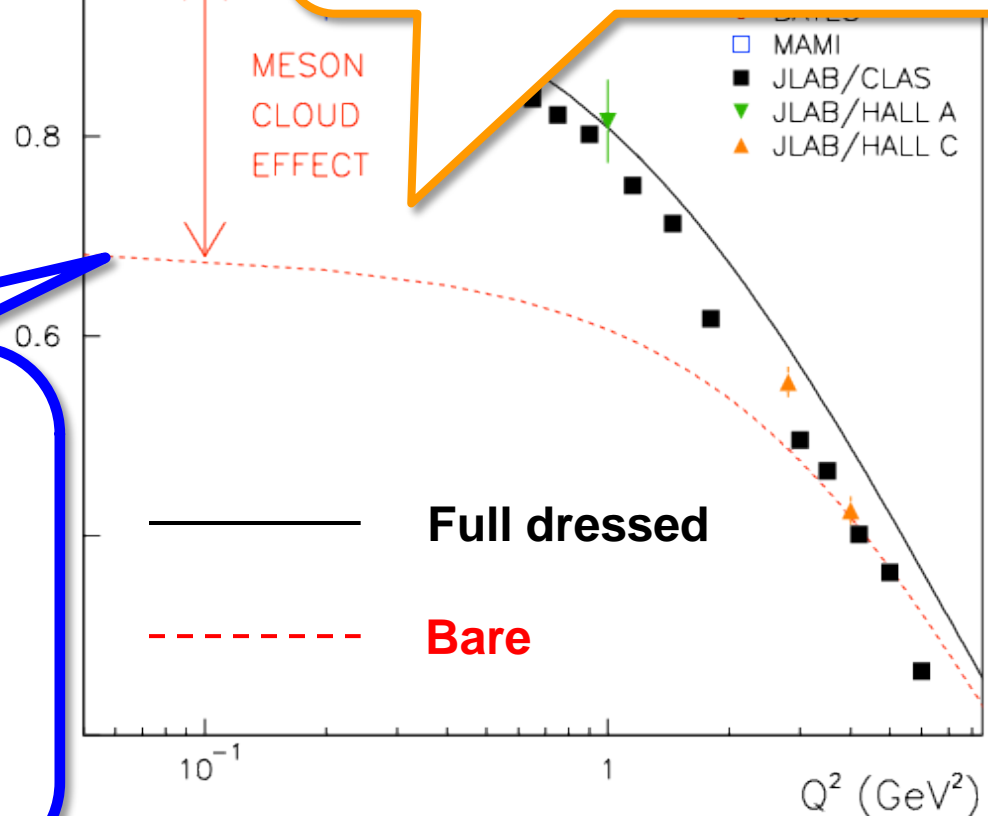 MESON
CLOUD
EFFECT
MAMI
JLAB/CLAS
JLAB/HALL A
JLAB/HALL C
0.8
0.6
Full dressed
Bare
10⁻¹
1
Q² (GeV²)